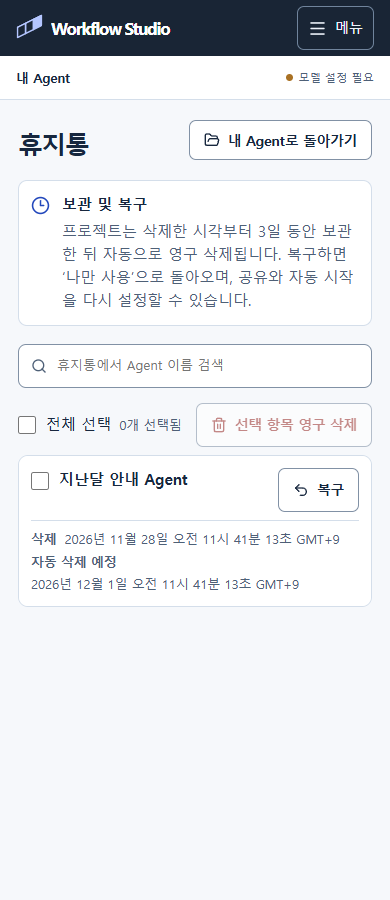 Workflow Studio
메뉴
내 Agent
모델 설정 필요
휴지통
내 Agent로 돌아가기
보관 및 복구
프로젝트는 삭제한 시각부터 3일 동안 보관
한 뒤 자동으로 영구 삭제됩니다. 복구하면
‘나만 사용’으로 돌아오며, 공유와 자동 시작
을 다시 설정할 수 있습니다.
휴지통에서 Agent 이름 검색
전체 선택
0개 선택됨
선택 항목 영구 삭제
지난달 안내 Agent
복구
삭제 2026년 11월 28일 오전 11시 41분 13초 GMT+9
자동 삭제 예정
2026년 12월 1일 오전 11시 41분 13초 GMT+9